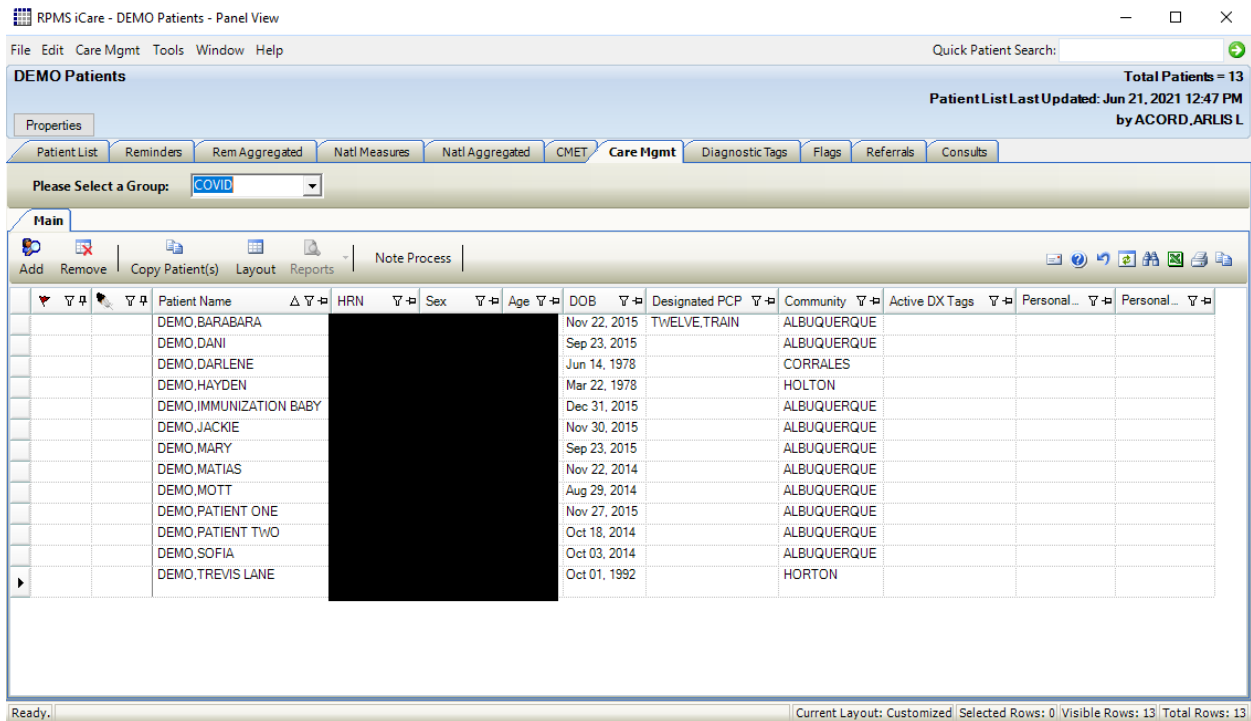 RPMS iCare - DEMO Patients - Panel View
File Edit Care Mgmt Tools Window Help Quick Patient Search:
DEMO Patients Total Patients = 13
Patient List Last Updated: Jun 21, 2021 12:47 PM
Properties by ACORD,ARLIS L
Patient List Reminders Rem Aggregated Natl Measures Natl Aggregated CMET Care Mgmt Diagnostic Tags Flags Referrals Consults
Please Select a Group: COVID
Main
Add Remove Copy Patient(s) Layout Reports Note Process
Patient Name HRN Sex Age DOB Designated PCP Community Active DX Tags Personal... Personal...
DEMO,BARABARA Nov 22, 2015 TWELVE,TRAIN ALBUQUERQUE
DEMO,DANI Sep 23, 2015 ALBUQUERQUE
DEMO,DARLENE Jun 14, 1978 CORRALES
DEMO,HAYDEN Mar 22, 1978 HOLTON
DEMO,IMMUNIZATION BABY Dec 31, 2015 ALBUQUERQUE
DEMO,JACKIE Nov 30, 2015 ALBUQUERQUE
DEMO,MARY Sep 23, 2015 ALBUQUERQUE
DEMO,MATIAS Nov 22, 2014 ALBUQUERQUE
DEMO,MOTT Aug 29, 2014 ALBUQUERQUE
DEMO,PATIENT ONE Nov 27, 2015 ALBUQUERQUE
DEMO,PATIENT TWO Oct 18, 2014 ALBUQUERQUE
DEMO,SOFIA Oct 03, 2014 ALBUQUERQUE
DEMO,TREVIS LANE Oct 01, 1992 HORTON
Ready. Current Layout: Customized Selected Rows: 0 Visible Rows: 13 Total Rows: 13